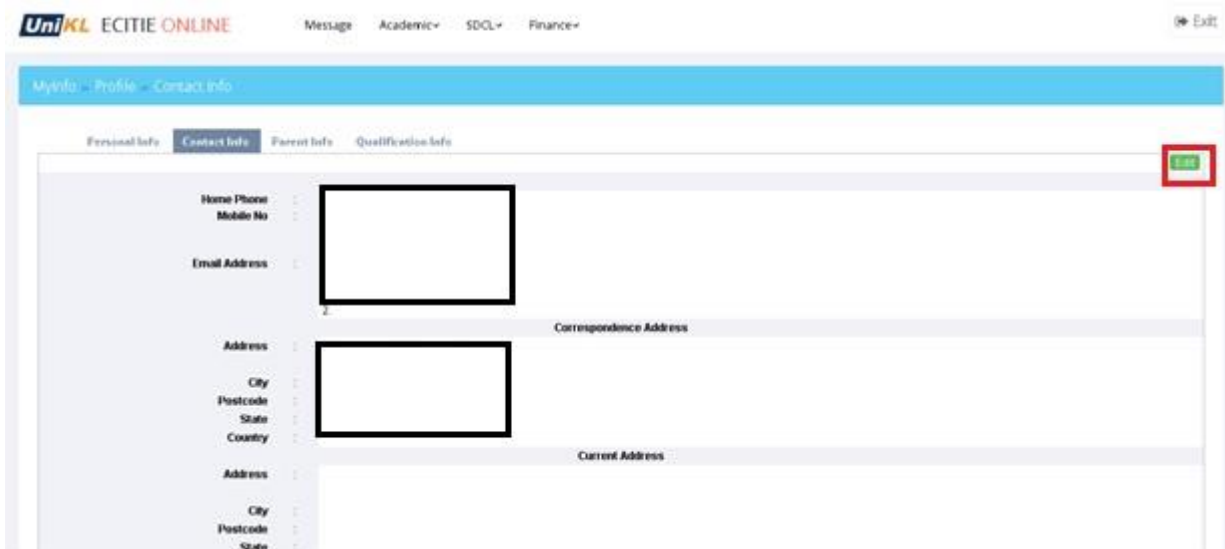 UniKL ECITIE ONLINE Message Academic SDCL Finance Exit
MyInfo - Profile - Contact Info
Personal Info Contact Info Parent Info Qualification Info
Edit
Home Phone :
Mobile No :
Email Address :
2.
Correspondence Address
Address :
City :
Postcode :
State :
Country :
Current Address
Address :
City :
Postcode :
State :